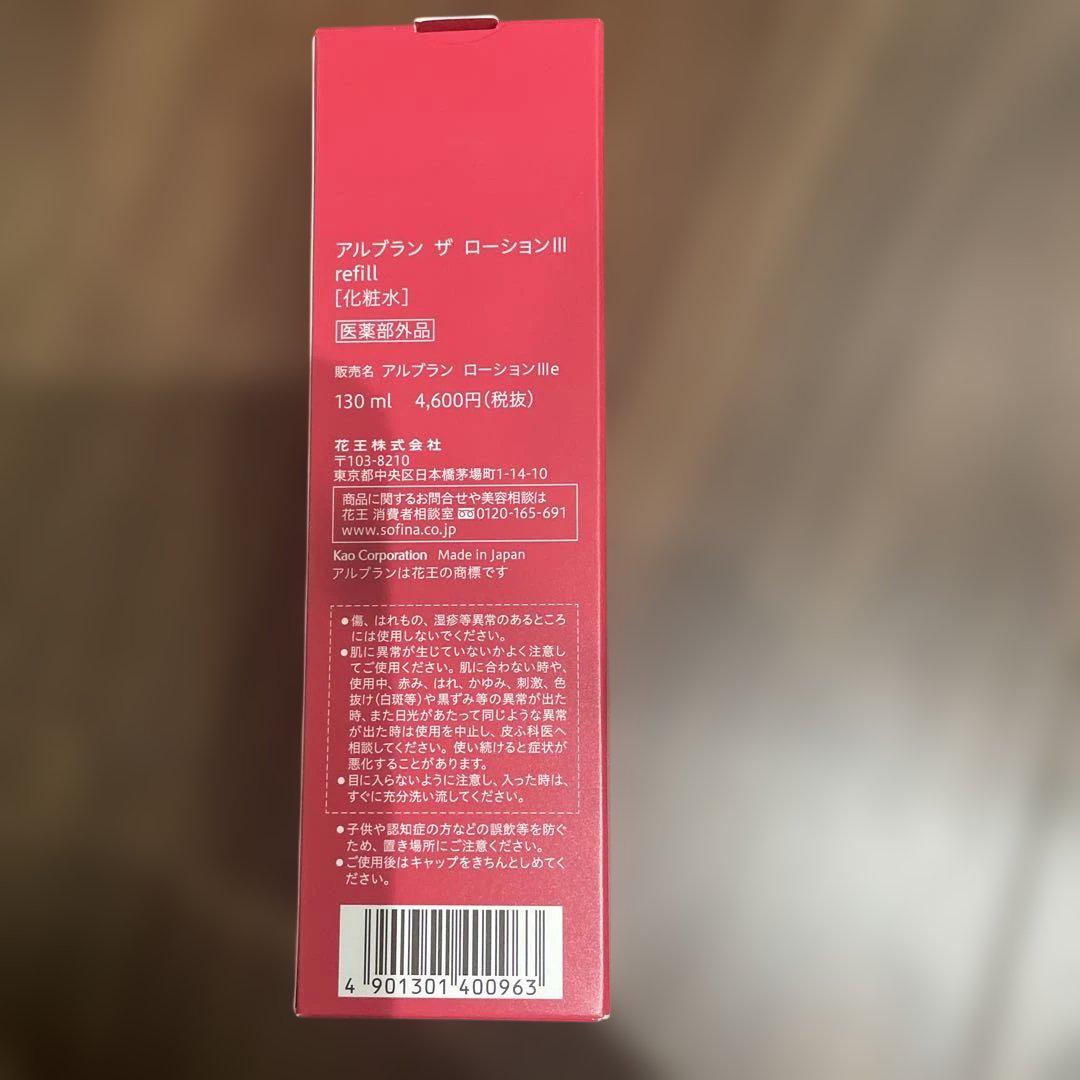 アルブラン ザ ローションⅢ
refill
[化粧水]
医薬部外品
販売名 アルブラン ローションⅢe
130 ml 4,600円(税抜)
花王株式会社
〒103-8210
東京都中央区日本橋茅場町1-14-10
商品に関するお問合せや美容相談は
花王 消費者相談室 0120-165-691
www.sofina.co.jp
Kao Corporation Made in Japan
アルブランは花王の商標です
●傷、はれもの、湿疹等異常のあるところ
には使用しないでください。
●肌に異常が生じていないかよく注意し
てご使用ください。肌に合わない時や、
使用中、赤み、はれ、かゆみ、刺激、色
抜け(白斑等)や黒ずみ等の異常が出た
時、また日光があたって同じような異常
が出た時は使用を中止し、皮ふ科医へ
相談してください。使い続けると症状が
悪化することがあります。
●目に入らないように注意し、入った時は、
すぐに充分洗い流してください。
●子供や認知症の方などの誤飲等を防ぐ
ため、置き場所にご注意ください。
●ご使用後はキャップをきちんとしめてく
ださい。
4 901301 400963